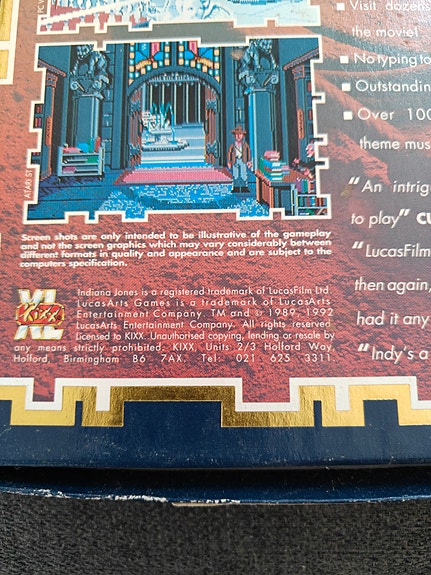 Visit dozens
the movie!
No typing to
Outstandin
Over 100
theme mus
"An intrig
to play" CU
"LucasFilm
then again,
had it any
"Indy's a
ATARI ST
Screen shots are only intended to be illustrative of the gameplay
and not the screen graphics which may vary considerably between
different formats in quality and appearance and are subject to the
computers specification.
KIXX XL
Indiana Jones is a registered trademark of LucasFilm Ltd.
LucasArts Games is a trademark of LucasArts
Entertainment Company. TM and © 1989, 1992
LucasArts Entertainment Company. All rights reserved
Licensed to KIXX. Unauthorised copying, lending or resale by
any means strictly prohibited. KIXX, Units 2/3 Holford Way,
Holford, Birmingham B6 7AX. Tel: 021 625 3311.